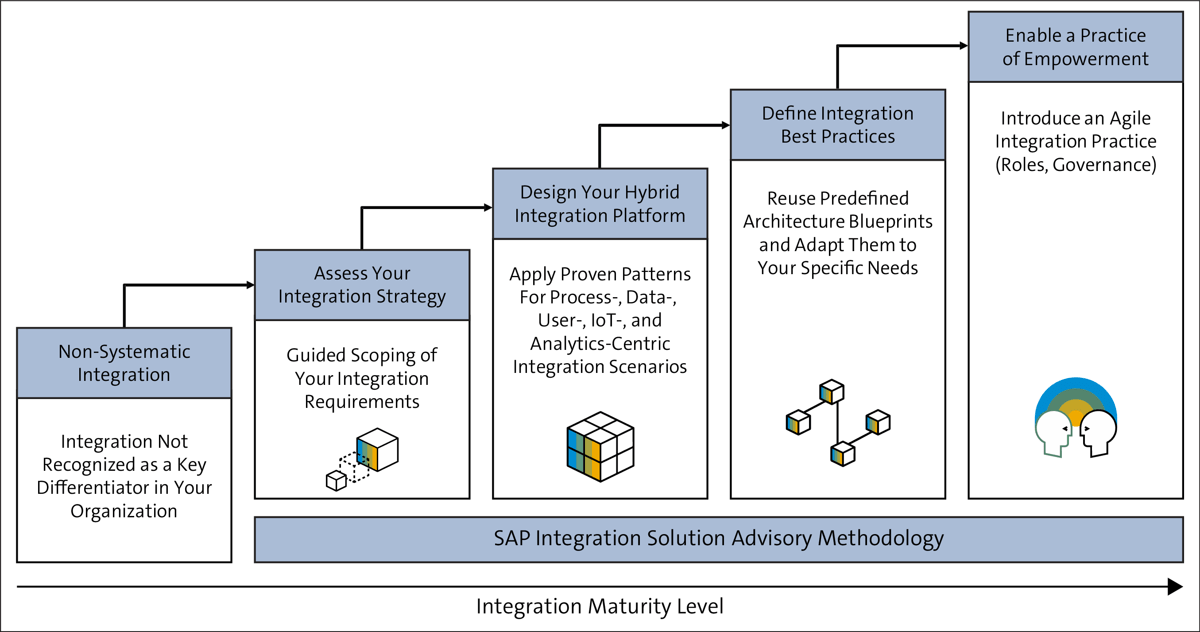 Non-Systematic
Integration
Integration Not
Recognized as a Key
Differentiator in Your
Organization
Assess Your
Integration Strategy
Guided Scoping of
Your Integration
Requirements
Design Your Hybrid
Integration Platform
Apply Proven Patterns
For Process-, Data-,
User-, IoT-, and
Analytics-Centric
Integration Scenarios
Define Integration
Best Practices
Reuse Predefined
Architecture Blueprints
and Adapt Them to
Your Specific Needs
Enable a Practice
of Empowerment
Introduce an Agile
Integration Practice
(Roles, Governance)
SAP Integration Solution Advisory Methodology
Integration Maturity Level